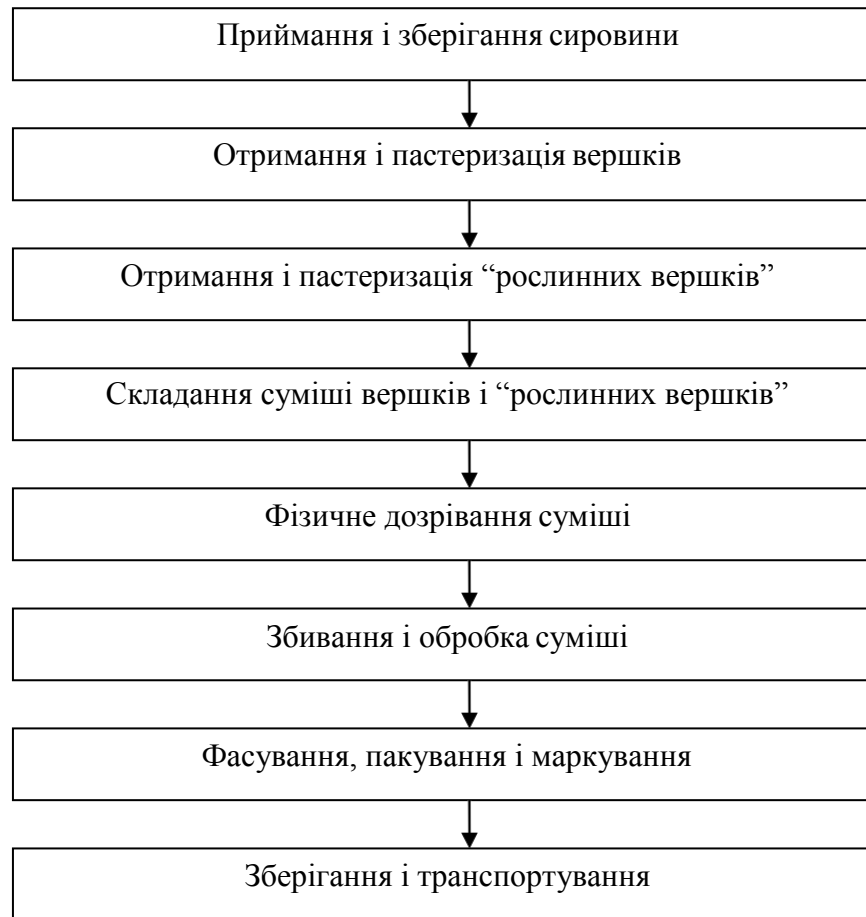 Приймання і зберігання сировини
Отримання і пастеризація вершків
Отримання і пастеризація “рослинних вершків”
Складання суміші вершків і “рослинних вершків”
Фізичне дозрівання суміші
Збивання і обробка суміші
Фасування, пакування і маркування
Зберігання і транспортування